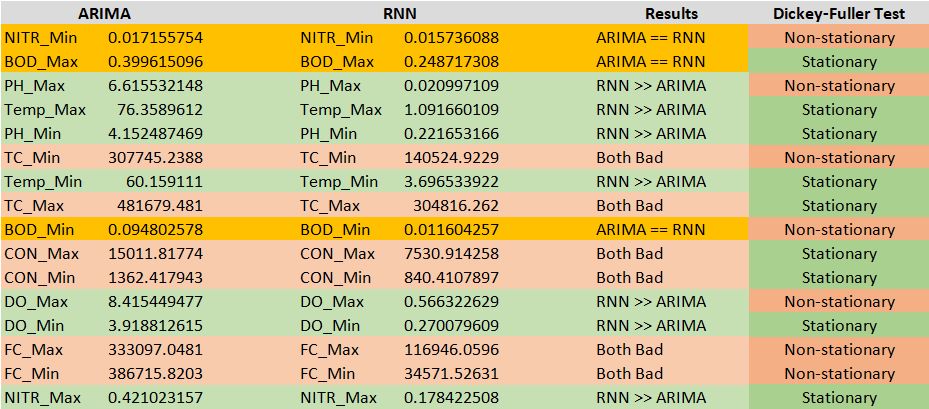 ARIMA RNN Results Dickey-Fuller Test
NITR_Min 0.017155754 NITR_Min 0.015736088 ARIMA == RNN Non-stationary
BOD_Max 0.399615096 BOD_Max 0.248717308 ARIMA == RNN Stationary
PH_Max 6.615532148 PH_Max 0.020997109 RNN >> ARIMA Non-stationary
Temp_Max 76.3589612 Temp_Max 1.091660109 RNN >> ARIMA Stationary
PH_Min 4.152487469 PH_Min 0.221653166 RNN >> ARIMA Stationary
TC_Min 307745.2388 TC_Min 140524.9229 Both Bad Non-stationary
Temp_Min 60.159111 Temp_Min 3.696533922 RNN >> ARIMA Stationary
TC_Max 481679.481 TC_Max 304816.262 Both Bad Stationary
BOD_Min 0.094802578 BOD_Min 0.011604257 ARIMA == RNN Non-stationary
CON_Max 15011.81774 CON_Max 7530.914258 Both Bad Stationary
CON_Min 1362.417943 CON_Min 840.4107897 Both Bad Stationary
DO_Max 8.415449477 DO_Max 0.566322629 RNN >> ARIMA Non-stationary
DO_Min 3.918812615 DO_Min 0.270079609 RNN >> ARIMA Stationary
FC_Max 333097.0481 FC_Max 116946.0596 Both Bad Non-stationary
FC_Min 386715.8203 FC_Min 34571.52631 Both Bad Non-stationary
NITR_Max 0.421023157 NITR_Max 0.178422508 RNN >> ARIMA Stationary